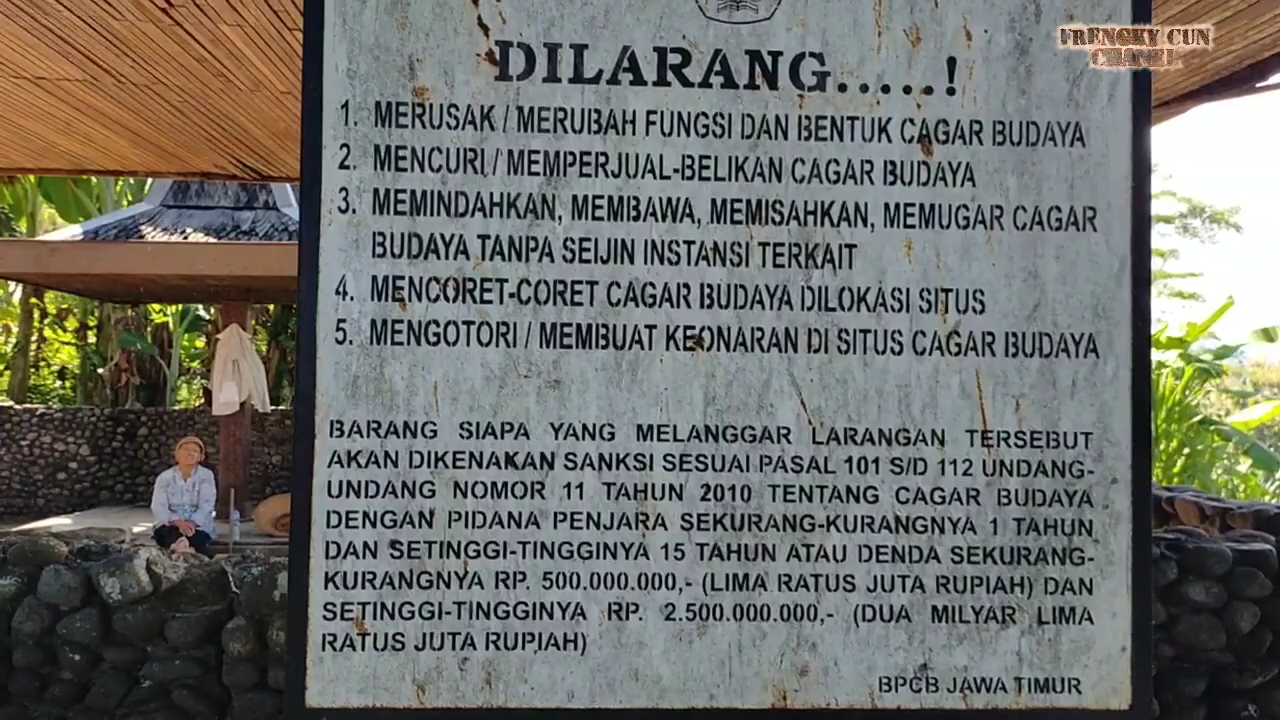 FRENGKY CUN
CHANEL
DILARANG.....!
1. MERUSAK / MERUBAH FUNGSI DAN BENTUK CAGAR BUDAYA
2. MENCURI / MEMPERJUAL-BELIKAN CAGAR BUDAYA
3. MEMINDAHKAN, MEMBAWA, MEMISAHKAN, MEMUGAR CAGAR
BUDAYA TANPA SEIJIN INSTANSI TERKAIT
4. MENCORET-CORET CAGAR BUDAYA DILOKASI SITUS
5. MENGOTORI / MEMBUAT KEONARAN DI SITUS CAGAR BUDAYA
BARANG SIAPA YANG MELANGGAR LARANGAN TERSEBUT
AKAN DIKENAKAN SANKSI SESUAI PASAL 101 S/D 112 UNDANG-
UNDANG NOMOR 11 TAHUN 2010 TENTANG CAGAR BUDAYA
DENGAN PIDANA PENJARA SEKURANG-KURANGNYA 1 TAHUN
DAN SETINGGI-TINGGINYA 15 TAHUN ATAU DENDA SEKURANG-
KURANGNYA RP. 500.000.000,- (LIMA RATUS JUTA RUPIAH) DAN
SETINGGI-TINGGINYA RP. 2.500.000.000,- (DUA MILYAR LIMA
RATUS JUTA RUPIAH)
BPCB JAWA TIMUR